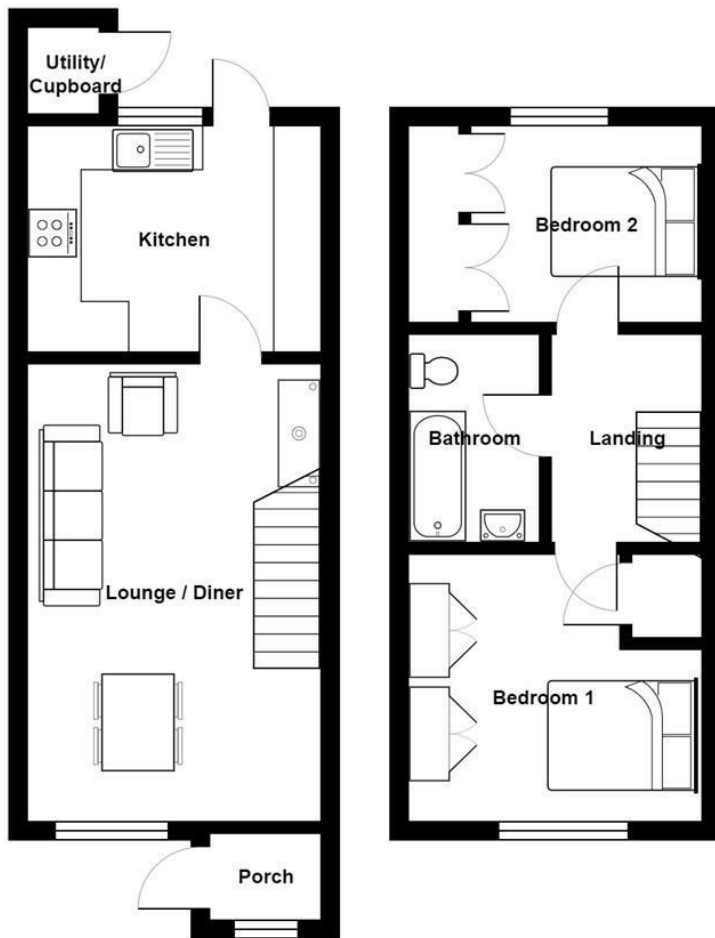 Utility/
Cupboard
Kitchen
Lounge / Diner
Porch
Bedroom 2
Bathroom
Landing
Bedroom 1